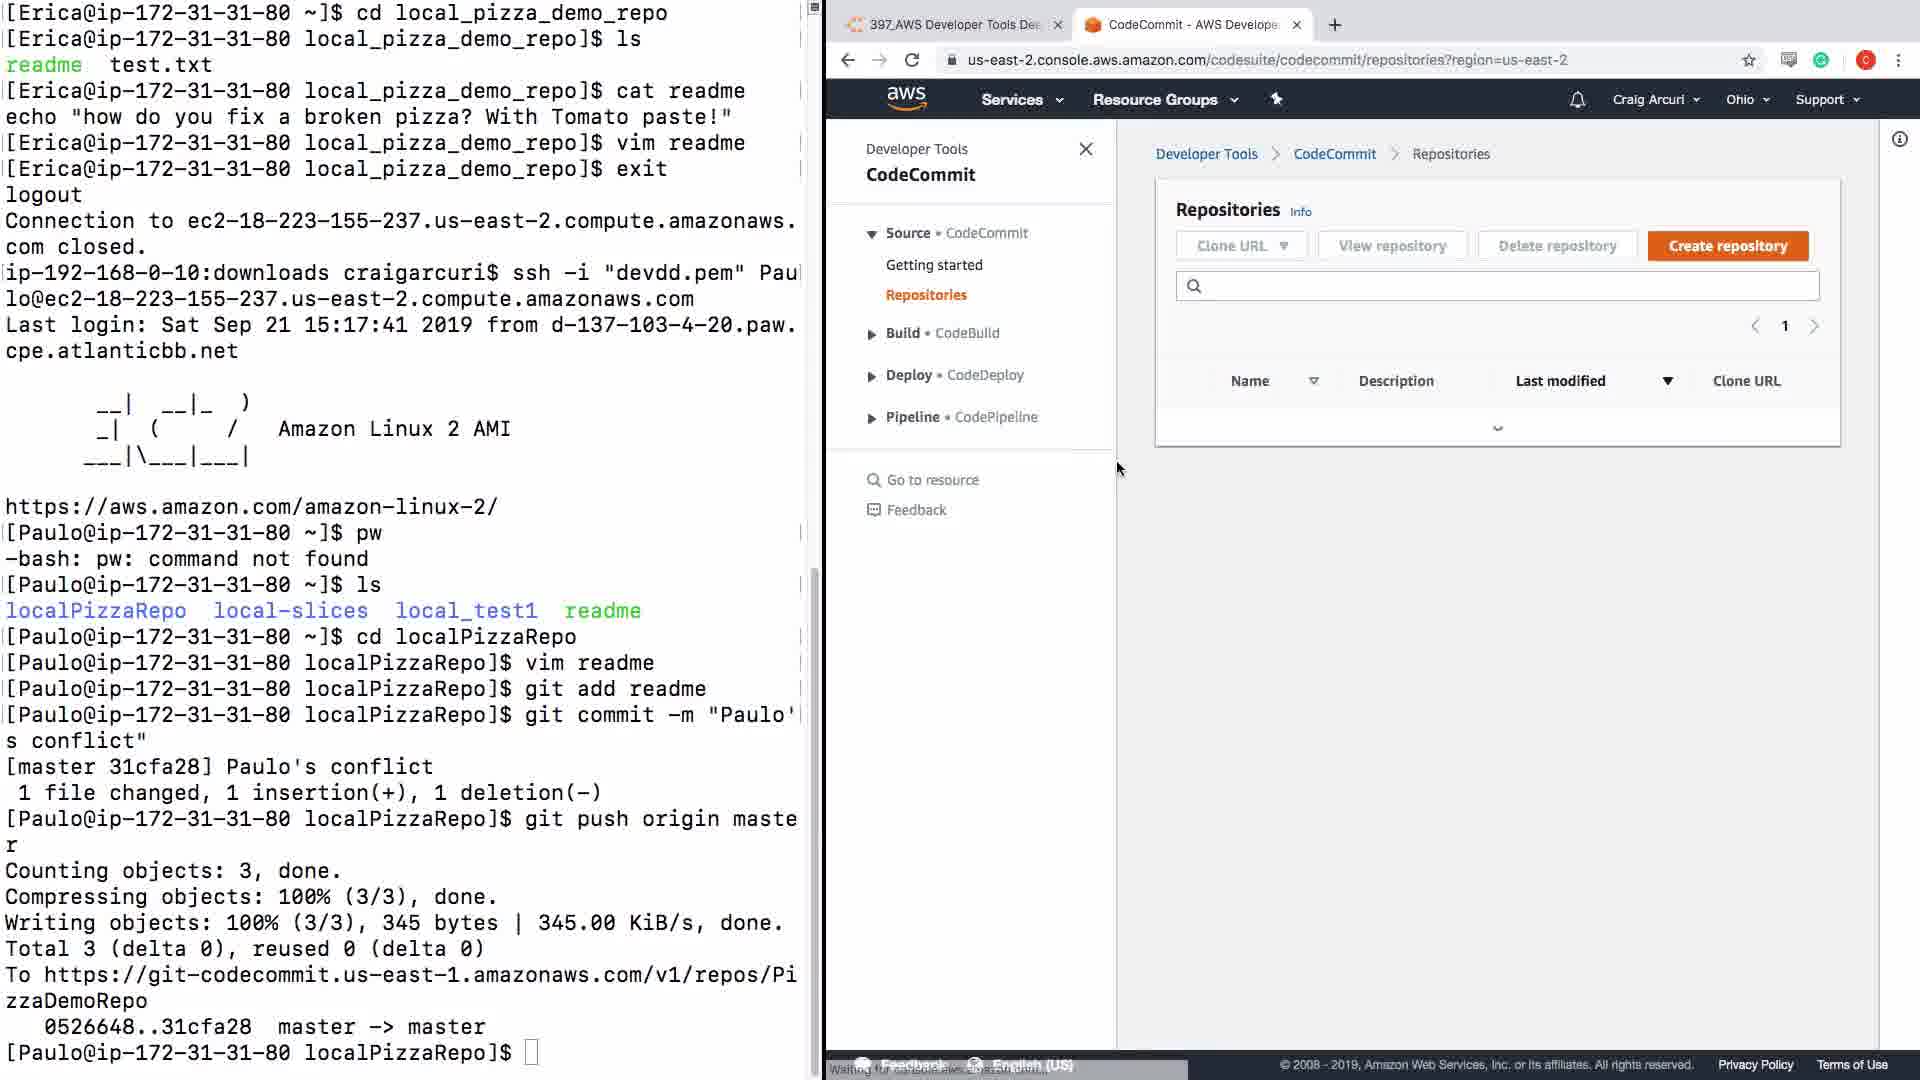 [Erica@ip-172-31-31-80 ~]$ cd local_pizza_demo_repo
[Erica@ip-172-31-31-80 local_pizza_demo_repo]$ ls
readme  test.txt
[Erica@ip-172-31-31-80 local_pizza_demo_repo]$ cat readme
echo "how do you fix a broken pizza? With Tomato paste!"
[Erica@ip-172-31-31-80 local_pizza_demo_repo]$ vim readme
[Erica@ip-172-31-31-80 local_pizza_demo_repo]$ exit
logout
Connection to ec2-18-223-155-237.us-east-2.compute.amazonaws.
com closed.
ip-192-168-0-10:downloads craigarcuri$ ssh -i "devdd.pem" Pau
lo@ec2-18-223-155-237.us-east-2.compute.amazonaws.com
Last login: Sat Sep 21 15:17:41 2019 from d-137-103-4-20.paw.
cpe.atlanticbb.net
__|  __|_  )
_|  (     /   Amazon Linux 2 AMI
___|\___|___|
https://aws.amazon.com/amazon-linux-2/
[Paulo@ip-172-31-31-80 ~]$ pw
-bash: pw: command not found
[Paulo@ip-172-31-31-80 ~]$ ls
localPizzaRepo  local-slices  local_test1  readme
[Paulo@ip-172-31-31-80 ~]$ cd localPizzaRepo
[Paulo@ip-172-31-31-80 localPizzaRepo]$ vim readme
[Paulo@ip-172-31-31-80 localPizzaRepo]$ git add readme
[Paulo@ip-172-31-31-80 localPizzaRepo]$ git commit -m "Paulo'
s conflict"
[master 31cfa28] Paulo's conflict
 1 file changed, 1 insertion(+), 1 deletion(-)
[Paulo@ip-172-31-31-80 localPizzaRepo]$ git push origin maste
r
Counting objects: 3, done.
Compressing objects: 100% (3/3), done.
Writing objects: 100% (3/3), 345 bytes | 345.00 KiB/s, done.
Total 3 (delta 0), reused 0 (delta 0)
To https://git-codecommit.us-east-1.amazonaws.com/v1/repos/Pi
zzaDemoRepo
   0526648..31cfa28  master -> master
[Paulo@ip-172-31-31-80 localPizzaRepo]$
397_AWS Developer Tools Dee
CodeCommit - AWS Develope
us-east-2.console.aws.amazon.com/codesuite/codecommit/repositories?region=us-east-2
C
aws
Services
Resource Groups
Craig Arcuri
Ohio
Support
Developer Tools
CodeCommit
Source • CodeCommit
Getting started
Repositories
Build • CodeBuild
Deploy • CodeDeploy
Pipeline • CodePipeline
Go to resource
Feedback
Developer Tools > CodeCommit > Repositories
Repositories Info
Clone URL
View repository
Delete repository
Create repository
1
Name
Description
Last modified
Clone URL
Feedback
English (US)
Waiting for console.aws.amazon.com...
© 2008 - 2019, Amazon Web Services, Inc. or its affiliates. All rights reserved.
Privacy Policy
Terms of Use